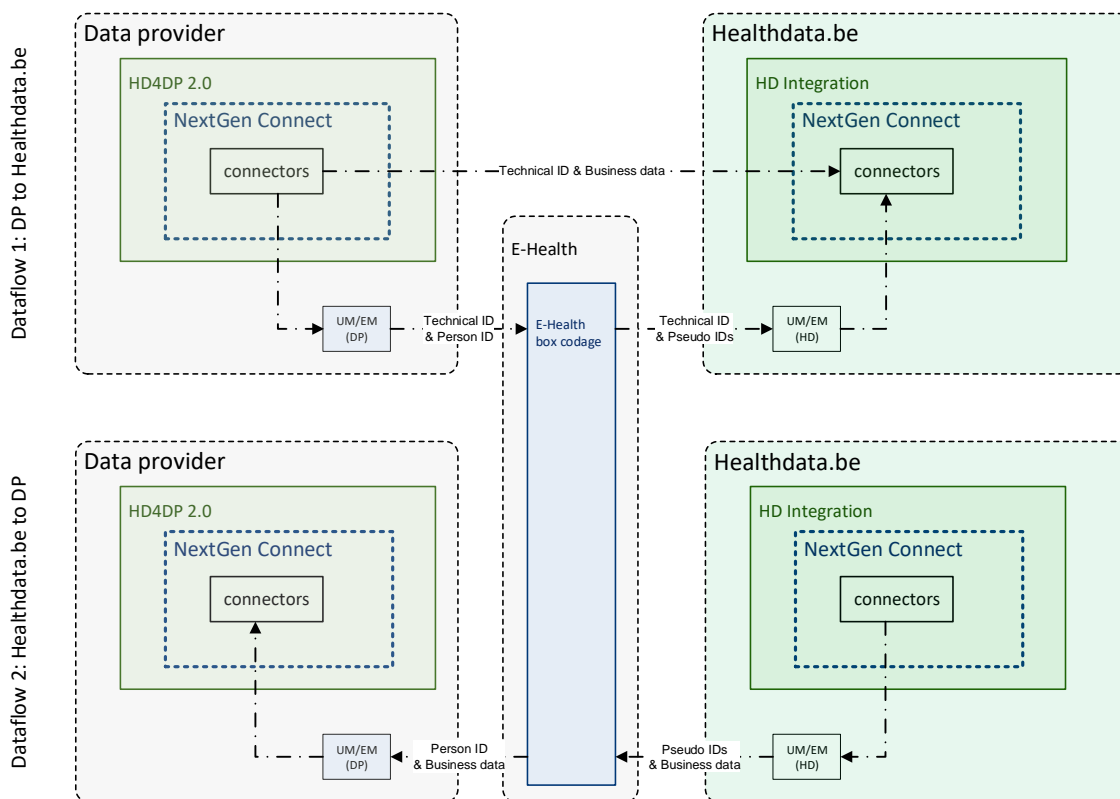 Dataflow 1: DP to Healthdata.be
Data provider
HD4DP 2.0
NextGen Connect
connectors
Technical ID & Business data
Healthdata.be
HD Integration
NextGen Connect
connectors
E-Health
UM/EM
(DP)
Technical ID
& Person ID
E-Health
box codage
Technical ID
& Pseudo IDs
UM/EM
(HD)
Dataflow 2: Healthdata.be to DP
Data provider
HD4DP 2.0
NextGen Connect
connectors
Healthdata.be
HD Integration
NextGen Connect
connectors
UM/EM
(DP)
Person ID
& Business data
Pseudo IDs
& Business data
UM/EM
(HD)